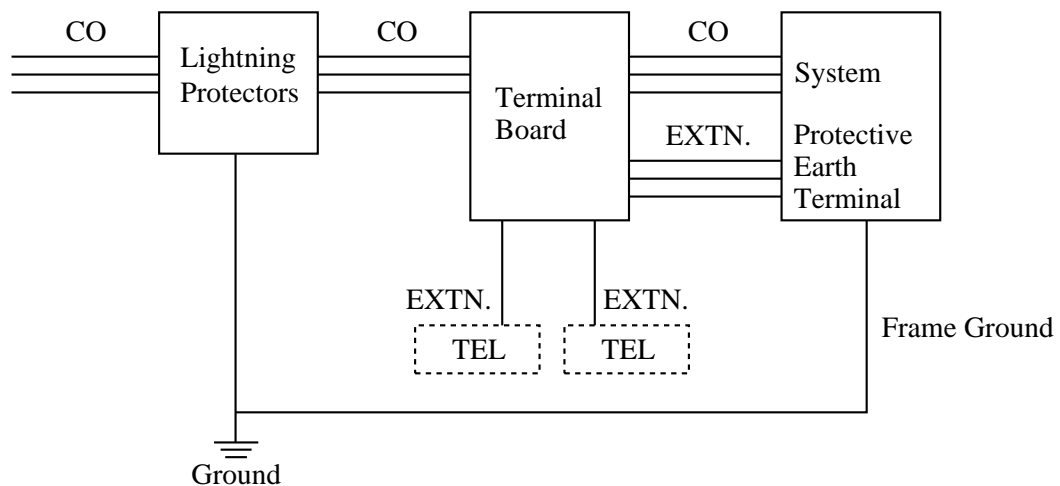 CO
CO
CO
Lightning
Protectors
Terminal
Board
System
EXTN.
Protective
Earth
Terminal
EXTN.
EXTN.
TEL
TEL
Frame Ground
Ground